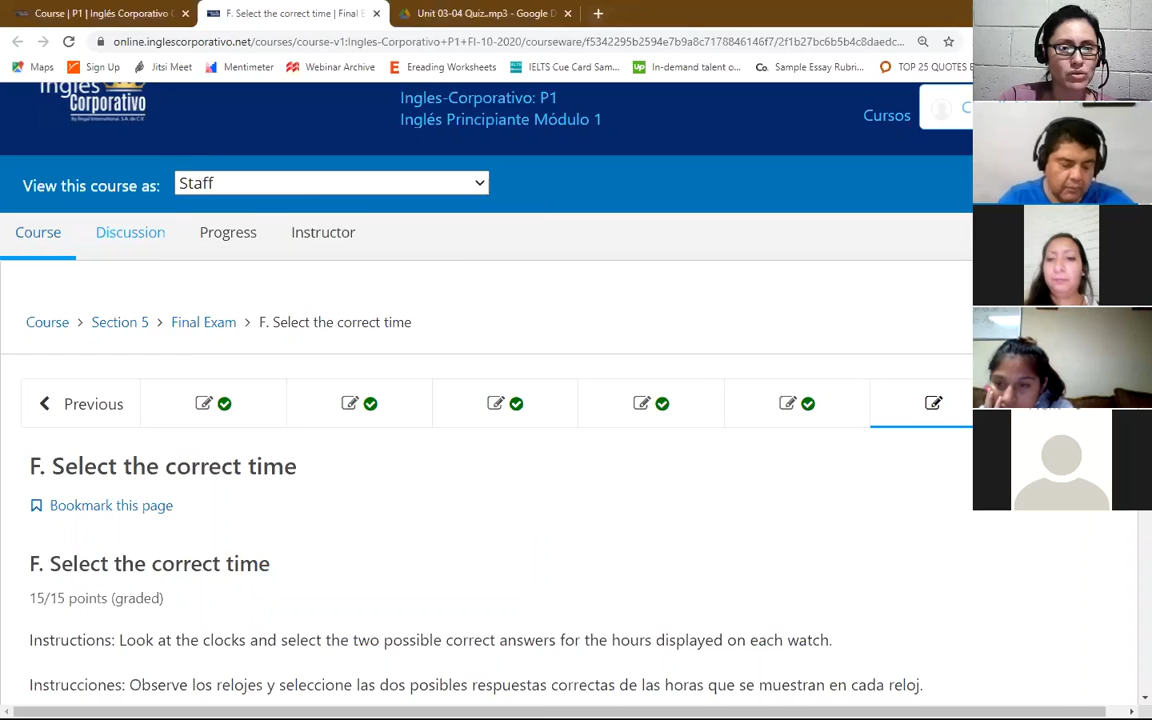 Course | P1 | Inglés Corporativo
F. Select the correct time | Final E
Unit 03-04 Quiz..mp3 - Google D
online.inglescorporativo.net/courses/course-v1:Ingles-Corporativo+P1+FI-10-2020/courseware/f5342295b2594e7b9a8c7178846146f7/2f1b27bc6b5b4c8daedc...
Maps
Sign Up
Jitsi Meet
Mentimeter
Webinar Archive
Ereading Worksheets
IELTS Cue Card Sam...
In-demand talent o...
Sample Essay Rubri...
TOP 25 QUOTES
Inglés
Corporativo
Ingles-Corporativo: P1
Inglés Principiante Módulo 1
Cursos
View this course as:
Staff
Course
Discussion
Progress
Instructor
Course > Section 5 > Final Exam > F. Select the correct time
Previous
F. Select the correct time
Bookmark this page
F. Select the correct time
15/15 points (graded)
Instructions: Look at the clocks and select the two possible correct answers for the hours displayed on each watch.
Instrucciones: Observe los relojes y seleccione las dos posibles respuestas correctas de las horas que se muestran en cada reloj.